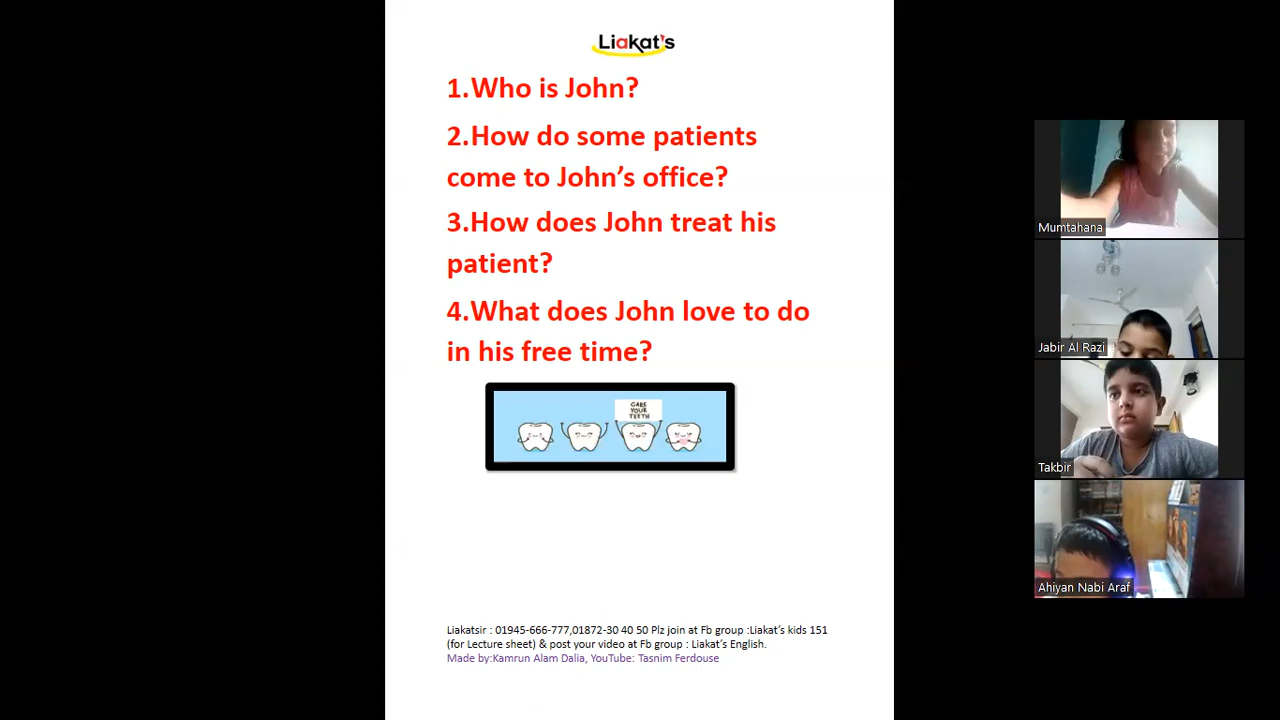 Liakat's
1.Who is John?
2.How do some patients
come to John's office?
3.How does John treat his
patient?
4.What does John love to do
in his free time?
CARE
YOUR
TEETH
Liakatsir : 01945-666-777,01872-30 40 50 Plz join at Fb group :Liakat's kids 151
(for Lecture sheet) & post your video at Fb group : Liakat's English.
Made by:Kamrun Alam Dalia, YouTube: Tasnim Ferdouse
Mumtahana
Jabir Al Razi
Takbir
Ahiyan Nabi Araf